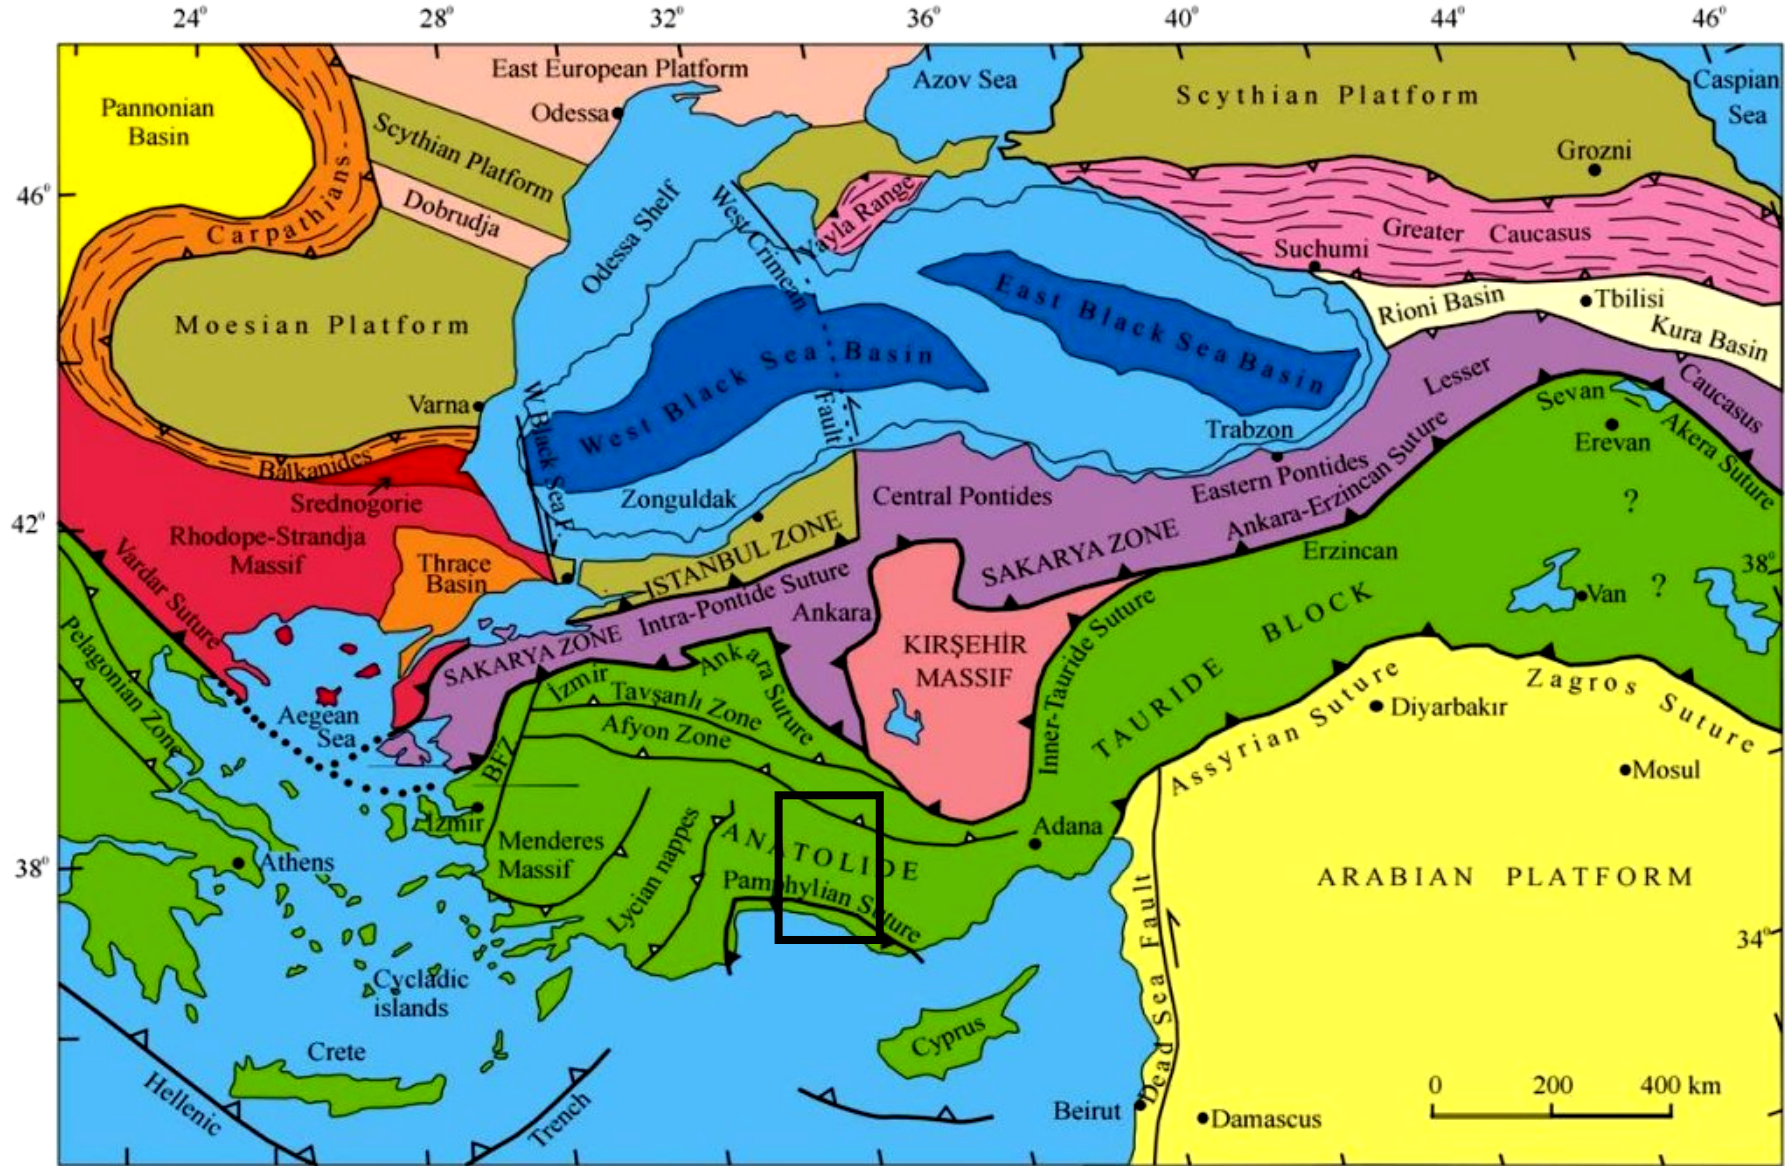 24° 28° 32° 36° 40° 44° 46°
East European Platform
Azov Sea
Caspian
Sea
Pannonian
Basin
Odessa
Scythian Platform
Scythian Platform
Grozni
46°
Dobrudja
Carpathians
Odessa Shelf
West Crimean
Fault
Yayla Range
Greater Caucasus
Suchumi
Rioni Basin
Tbilisi
Kura Basin
Moesian Platform
East Black Sea Basin
West Black Sea Basin
Lesser
Caucasus
Varna
W.Black Sea F.
Trabzon
Sevan
Akera Suture
Erevan
Balkanides
Srednogorie
Zonguldak
Central Pontides
Eastern Pontides
Ankara-Erzincan Suture
?
42°
Rhodope-Strandja
Massif
Thrace
Basin
ISTANBUL ZONE
SAKARYA ZONE
Erzincan
38°
Vardar Suture
Intra-Pontide Suture
Ankara
Van
?
Pelagonian Zone
SAKARYA ZONE
KIRŞEHİR
MASSIF
Inner-Tauride Suture
TAURIDE BLOCK
İzmir
Ankara Suture
Tavşanlı Zone
Afyon Zone
Aegean
Sea
BFZ
Assyrian Suture
Zagros Suture
Diyarbakır
Mosul
İzmir
Menderes
Massif
Lycian nappes
ANATOLIDE
Pamphylian Suture
Adana
38°
Athens
ARABIAN PLATFORM
34°
Cycladic
islands
Cyprus
Dead Sea Fault
Crete
Hellenic
Trench
Beirut
Damascus
0 200 400 km